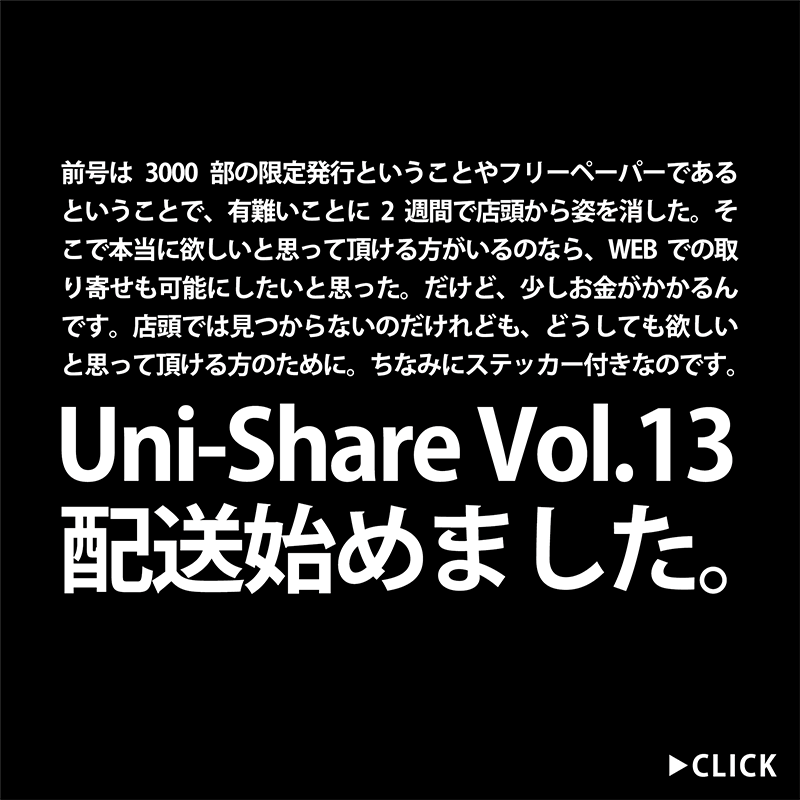 前号は 3000 部の限定発行ということやフリーペーパーである
ということで、有難いことに 2 週間で店頭から姿を消した。そ
こで本当に欲しいと思って頂ける方がいるのなら、WEB での取
り寄せも可能にしたいと思った。だけど、少しお金がかかるん
です。店頭では見つからないのだけれども、どうしても欲しい
と思って頂ける方のために。ちなみにステッカー付きなのです。
Uni-Share Vol.13
配送始めました。
▶CLICK